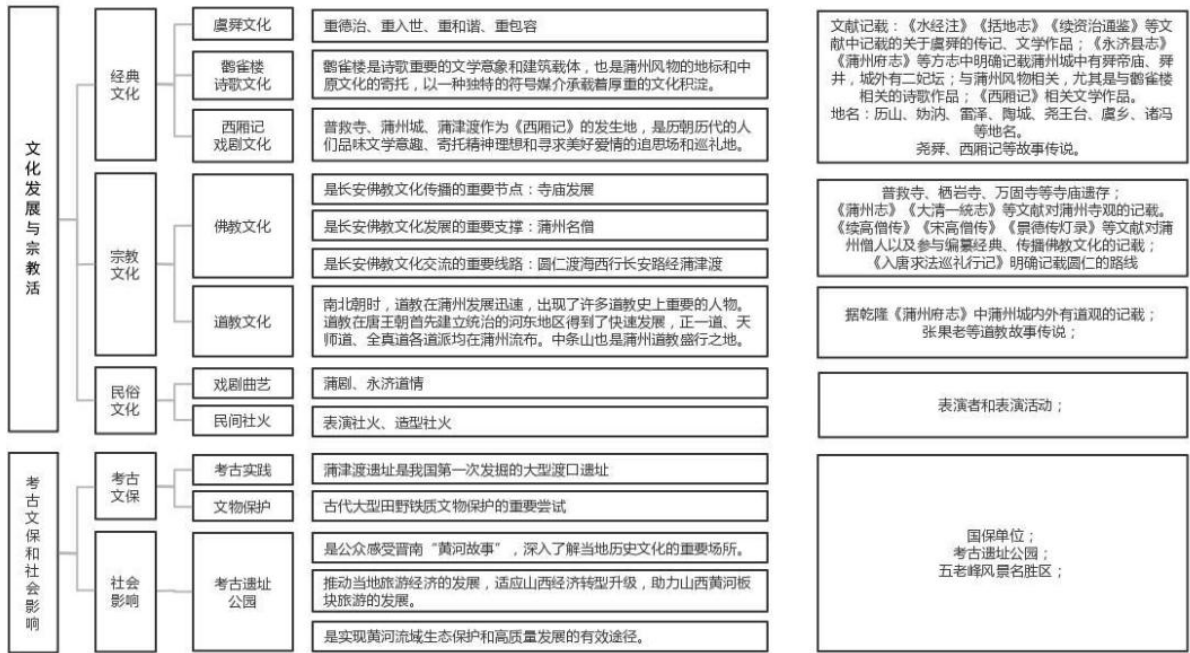 文化发展与宗教活
经典
文化
虞舜文化
重德治、重入世、重和谐、重包容
鹳雀楼
诗歌文化
鹳雀楼是诗歌重要的文学意象和建筑载体，也是蒲州风物的地标和中
原文化的寄托，以一种独特的符号媒介承载着厚重的文化积淀。
西厢记
戏剧文化
普救寺、蒲州城、蒲津渡作为《西厢记》的发生地，是历朝历代的人
们品味文学意趣、寄托精神理想和寻求美好爱情的追思场和巡礼地。
文献记载：《水经注》《括地志》《续资治通鉴》等文
献中记载的关于虞舜的传记、文学作品；《永济县志》
《蒲州府志》等方志中明确记载蒲州城中有舜帝庙、舜
井，城外有二妃坛；与蒲州风物相关，尤其是与鹳雀楼
相关的诗歌作品；《西厢记》相关文学作品。
地名：历山、妫汭、雷泽、陶城、尧王台、虞乡、诸冯
等地名。
尧舜、西厢记等故事传说。
宗教
文化
佛教文化
是长安佛教文化传播的重要节点：寺庙发展
是长安佛教文化发展的重要支撑：蒲州名僧
是长安佛教文化交流的重要线路：圆仁渡海西行长安路经蒲津渡
普救寺、栖岩寺、万固寺等寺庙遗存；
《蒲州志》《大清一统志》等文献对蒲州寺观的记载。
《续高僧传》《宋高僧传》《景德传灯录》等文献对蒲
州僧人以及参与编纂经典、传播佛教文化的记载；
《入唐求法巡礼行记》明确记载圆仁的路线
道教文化
南北朝时，道教在蒲州发展迅速，出现了许多道教史上重要的人物。
道教在唐王朝首先建立统治的河东地区得到了快速发展，正一道、天
师道、全真道各道派均在蒲州流布。中条山也是蒲州道教盛行之地。
据乾隆《蒲州府志》中蒲州城内外有道观的记载；
张果老等道教故事传说；
民俗
文化
戏剧曲艺
蒲剧、永济道情
民间社火
表演社火、造型社火
表演者和表演活动；
考古文保和社会影响
考古
文保
考古实践
蒲津渡遗址是我国第一次发掘的大型渡口遗址
文物保护
古代大型田野铁质文物保护的重要尝试
社会
影响
考古遗址
公园
是公众感受晋南“黄河故事”，深入了解当地历史文化的重要场所。
推动当地旅游经济的发展，适应山西经济转型升级，助力山西黄河板
块旅游的发展。
是实现黄河流域生态保护和高质量发展的有效途径。
国保单位；
考古遗址公园；
五老峰风景名胜区；